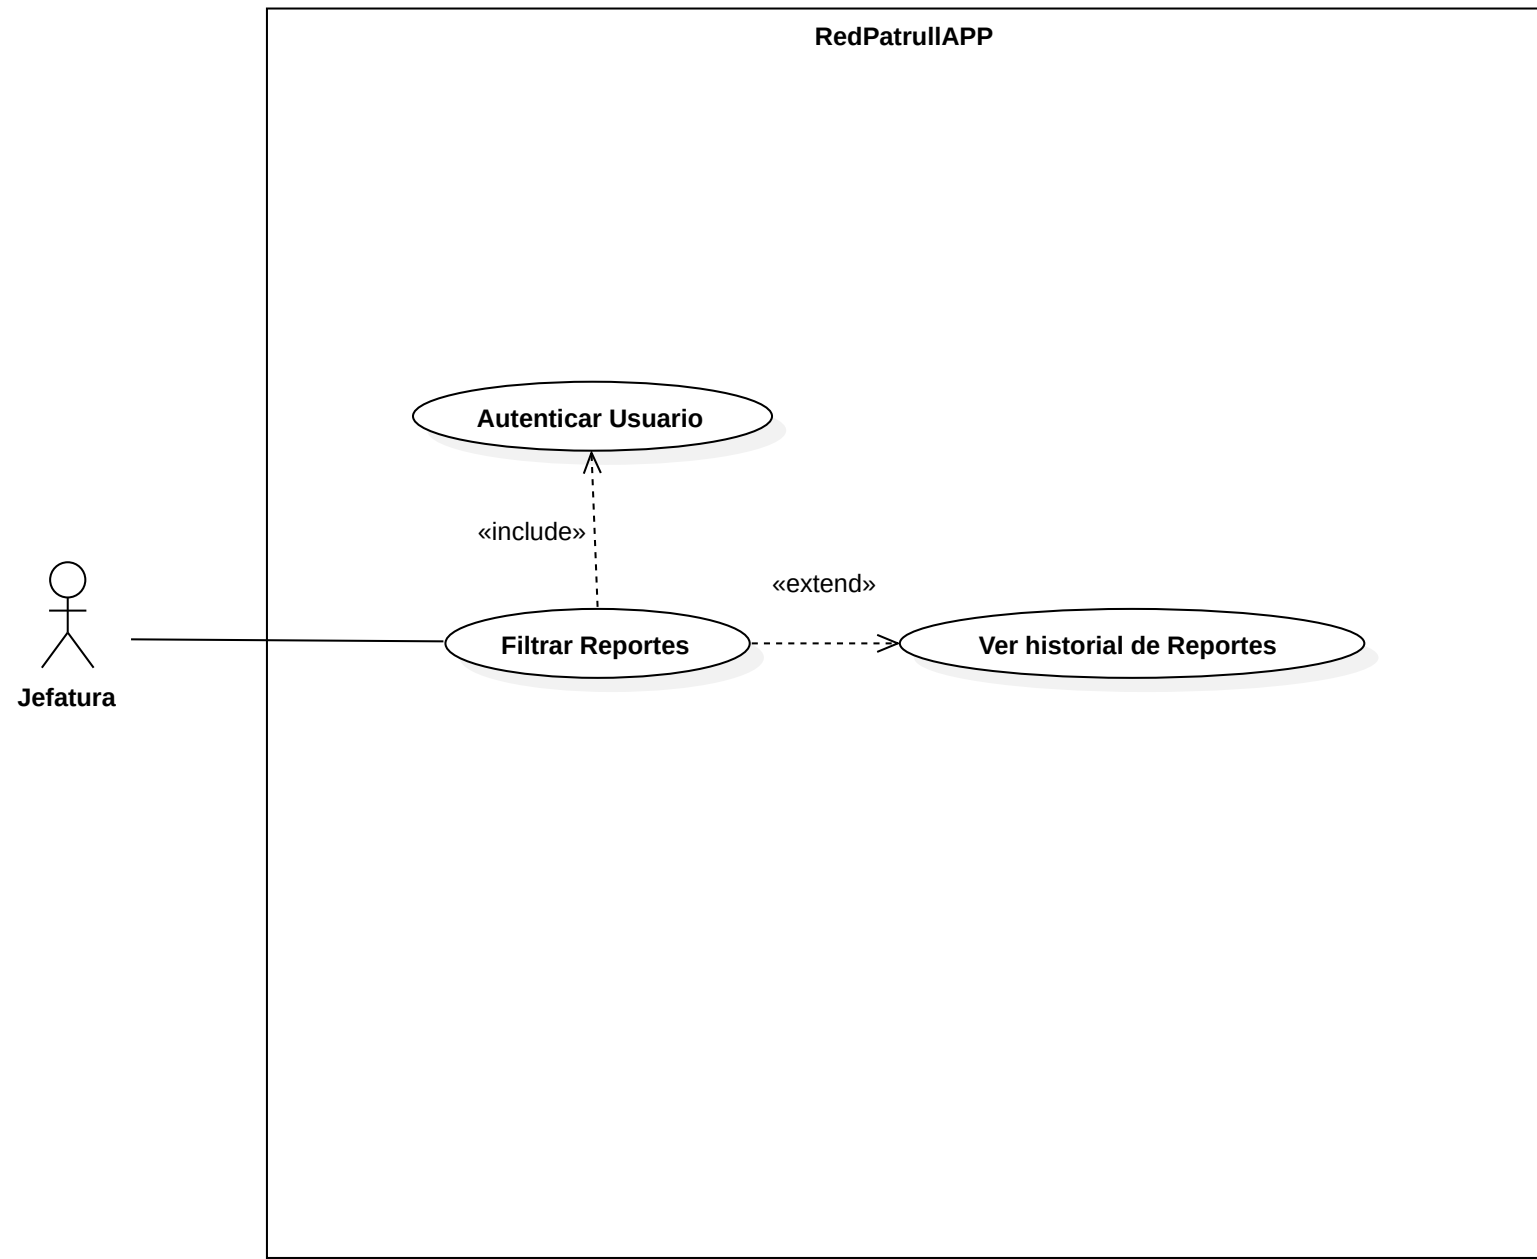 RedPatrullAPP
Autenticar Usuario
«include»
«extend»
Filtrar Reportes
Ver historial de Reportes
Jefatura